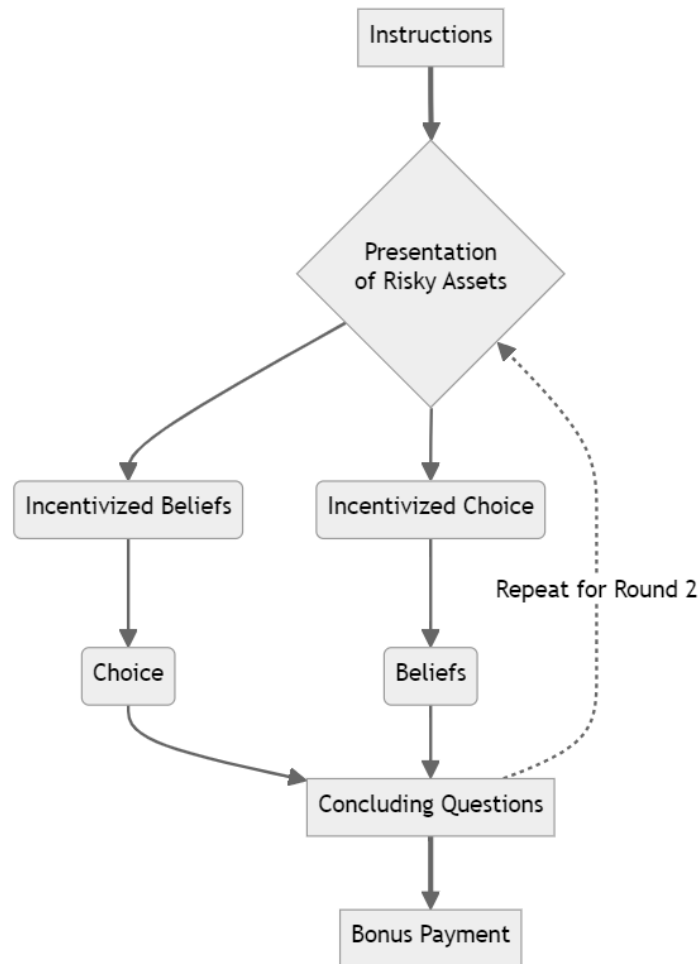 Instructions
Presentation
of Risky Assets
Incentivized Beliefs
Incentivized Choice
Repeat for Round 2
Choice
Beliefs
Concluding Questions
Bonus Payment